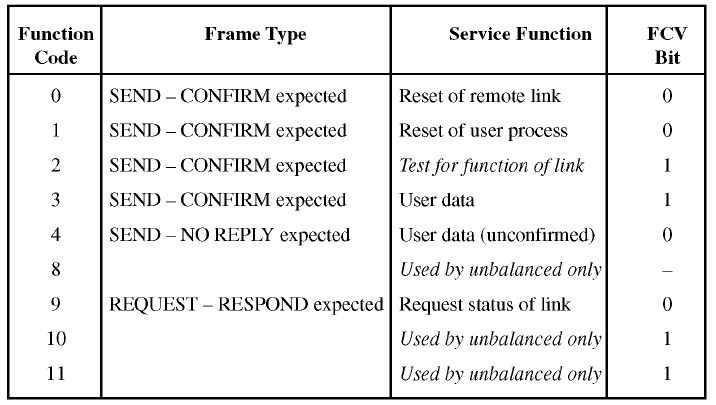 Function Code Frame Type Service Function FCV Bit
0 SEND – CONFIRM expected Reset of remote link 0
1 SEND – CONFIRM expected Reset of user process 0
2 SEND – CONFIRM expected Test for function of link 1
3 SEND – CONFIRM expected User data 1
4 SEND – NO REPLY expected User data (unconfirmed) 0
8 Used by unbalanced only –
9 REQUEST – RESPOND expected Request status of link 0
10 Used by unbalanced only 1
11 Used by unbalanced only 1